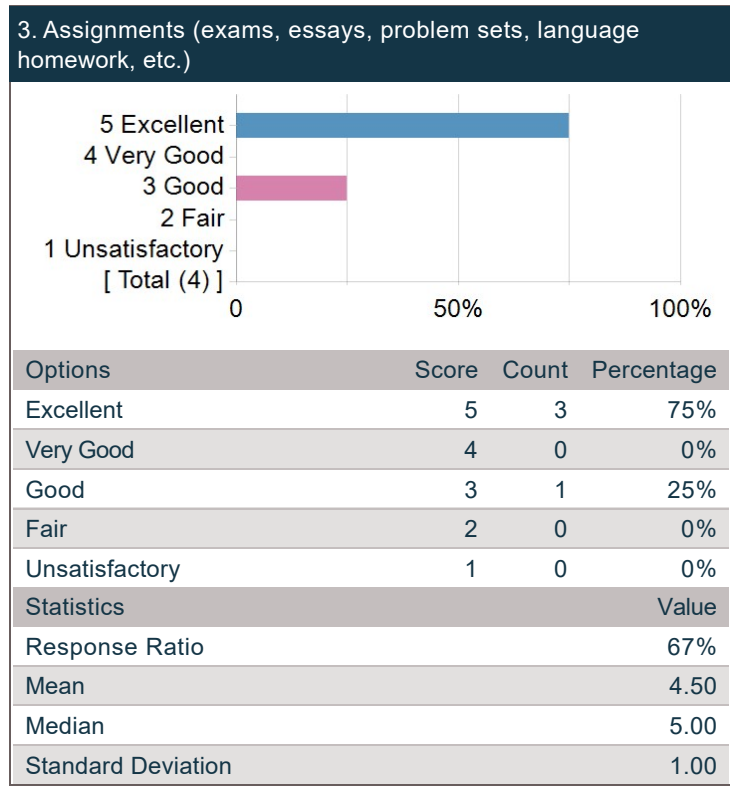 3. Assignments (exams, essays, problem sets, language
homework, etc.)
5 Excellent
4 Very Good
3 Good
2 Fair
1 Unsatisfactory
[ Total (4) ]
0 50% 100%
Options Score Count Percentage
Excellent 5 3 75%
Very Good 4 0 0%
Good 3 1 25%
Fair 2 0 0%
Unsatisfactory 1 0 0%
Statistics Value
Response Ratio 67%
Mean 4.50
Median 5.00
Standard Deviation 1.00